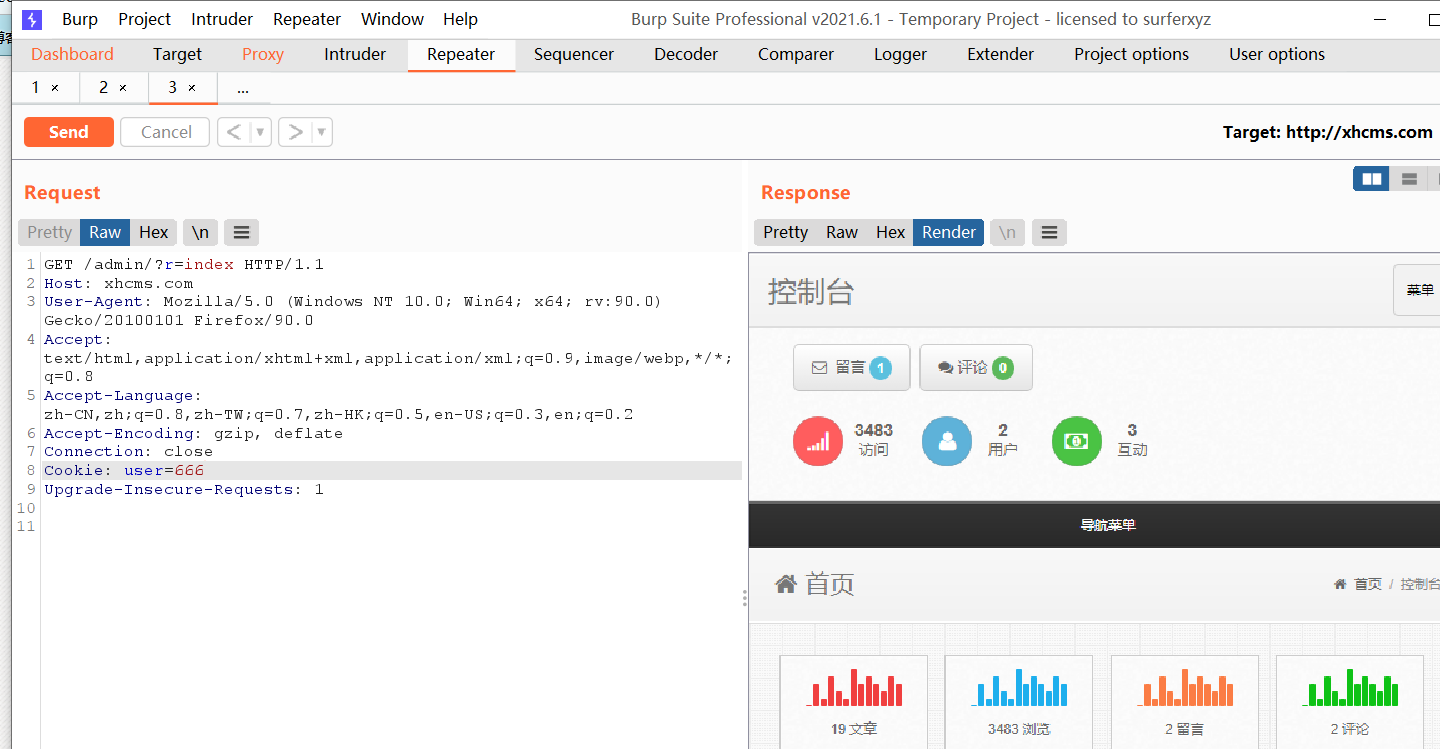 Burp Project Intruder Repeater Window Help Burp Suite Professional v2021.6.1 - Temporary Project - licensed to surferxyz
Dashboard Target Proxy Intruder Repeater Sequencer Decoder Comparer Logger Extender Project options User options
1 × 2 × 3 × ...
Send Cancel < ▼ > ▼ Target: http://xhcms.com
Request
Pretty Raw Hex \n ☰
1 GET /admin/?r=index HTTP/1.1
2 Host: xhcms.com
3 User-Agent: Mozilla/5.0 (Windows NT 10.0; Win64; x64; rv:90.0)
Gecko/20100101 Firefox/90.0
4 Accept:
text/html,application/xhtml+xml,application/xml;q=0.9,image/webp,*/*;
q=0.8
5 Accept-Language:
zh-CN,zh;q=0.8,zh-TW;q=0.7,zh-HK;q=0.5,en-US;q=0.3,en;q=0.2
6 Accept-Encoding: gzip, deflate
7 Connection: close
8 Cookie: user=666
9 Upgrade-Insecure-Requests: 1
10
11
Response
Pretty Raw Hex Render \n ☰
控制台 菜单
留言 1 评论 0
3483 2 3
访问 用户 互动
导航菜单
首页 首页 / 控制台
19 文章 3483 浏览 2 留言 2 评论